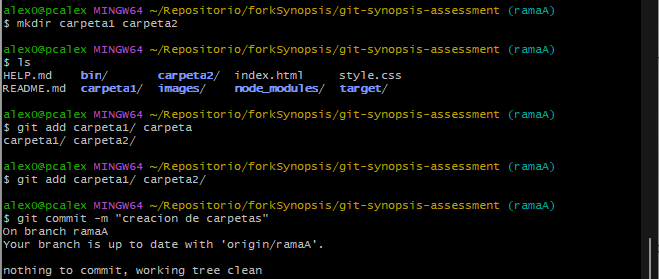 alex0@pcalex MINGW64 ~/Repositorio/forkSynopsis/git-synopsis-assessment (ramaA)
$ mkdir carpeta1 carpeta2
alex0@pcalex MINGW64 ~/Repositorio/forkSynopsis/git-synopsis-assessment (ramaA)
$ ls
HELP.md bin/ carpeta2/ index.html style.css
README.md carpeta1/ images/ node_modules/ target/
alex0@pcalex MINGW64 ~/Repositorio/forkSynopsis/git-synopsis-assessment (ramaA)
$ git add carpeta1/ carpeta
carpeta1/ carpeta2/
alex0@pcalex MINGW64 ~/Repositorio/forkSynopsis/git-synopsis-assessment (ramaA)
$ git add carpeta1/ carpeta2/
alex0@pcalex MINGW64 ~/Repositorio/forkSynopsis/git-synopsis-assessment (ramaA)
$ git commit -m "creacion de carpetas"
On branch ramaA
Your branch is up to date with 'origin/ramaA'.
nothing to commit, working tree clean